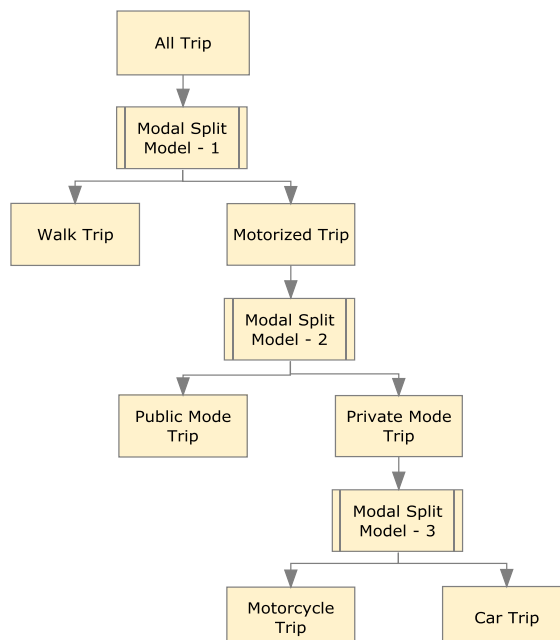 All Trip
Modal Split
Model - 1
Walk Trip
Motorized Trip
Modal Split
Model - 2
Public Mode
Trip
Private Mode
Trip
Modal Split
Model - 3
Motorcycle
Trip
Car Trip